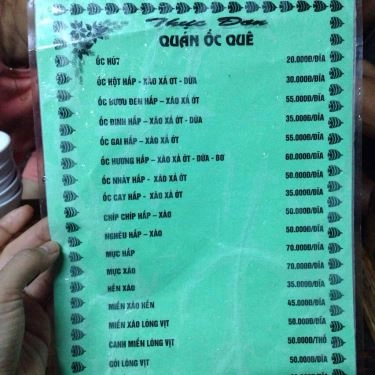 Thực Đơn
QUÁN ỐC QUÊ
ỐC HÚT 20.000Đ/ĐĨA
ỐC HỘT HẤP - XÀO XẢ ỚT - DỪA 30.000Đ/ĐĨA
ỐC BƯƠU ĐEN HẤP – XÀO XẢ ỚT 55.000Đ/ĐĨA
ỐC ĐINH HẤP – XÀO XẢ ỚT - DỪA 35.000Đ/ĐĨA
ỐC GAI HẤP – XÀO XẢ ỚT 55.000Đ/ĐĨA
ỐC HƯƠNG HẤP – XÀO XẢ ỚT - DỪA - BƠ 60.000Đ/ĐĨA
ỐC NHẢY HẤP - XÀO XẢ ỚT 50.000Đ/ĐĨA
ỐC CAY HẤP - XÀO XẢ ỚT 35.000Đ/ĐĨA
CHÍP CHÍP HẤP – XÀO 50.000Đ/ĐĨA
NGHÊU HẤP – XÀO 50.000Đ/ĐĨA
MỰC HẤP 70.000Đ/ĐĨA
MỰC XÀO 70.000Đ/ĐĨA
HẾN XÀO 35.000Đ/ĐĨA
MIẾN XÀO HẾN 45.000Đ/ĐĨA
MIẾN XÀO LÒNG VỊT 50.000Đ/ĐĨA
CANH MIẾN LÒNG VỊT 50.000Đ/THỐ
GỎI LÒNG VỊT 50.000Đ/ĐĨA